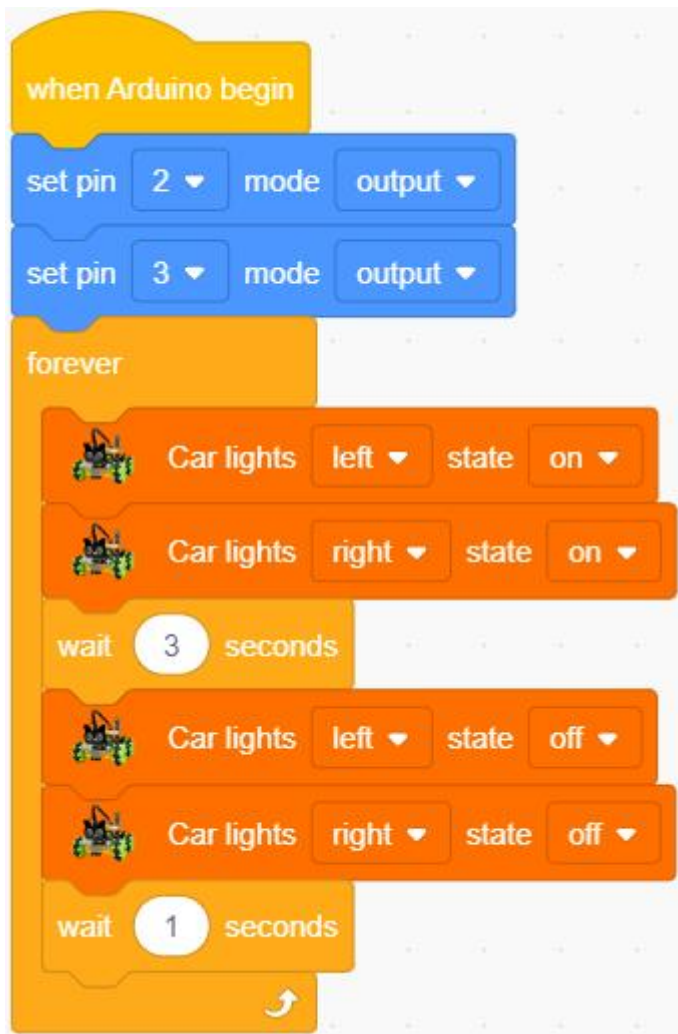 when Arduino begin
set pin 2 mode output
set pin 3 mode output
forever
Car lights left state on
Car lights right state on
wait 3 seconds
Car lights left state off
Car lights right state off
wait 1 seconds